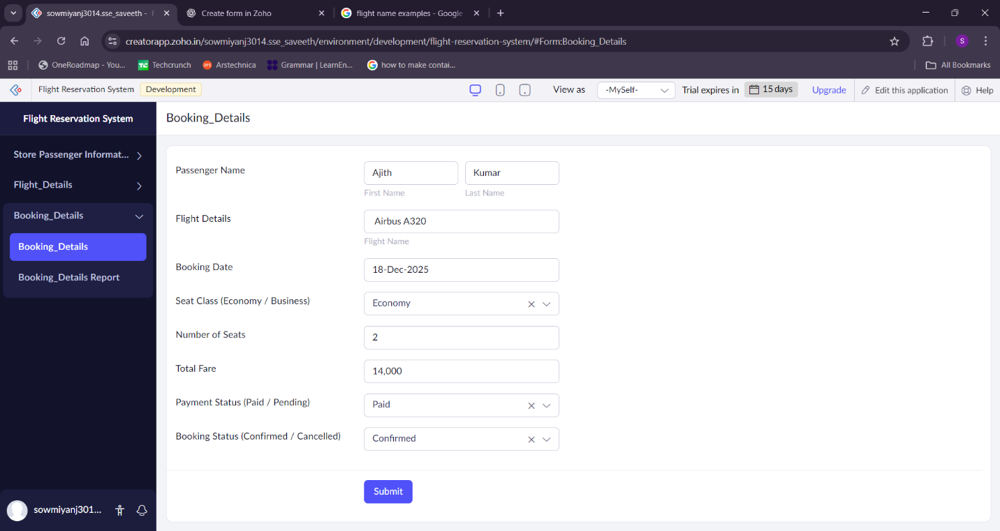 sowmiyanj3014.sse_saveeth -
Create form in Zoho
flight name examples - Google
creatorapp.zoho.in/sowmiyanj3014.sse_saveeth/environment/development/flight-reservation-system/#Form:Booking_Details
S
OneRoadmap - You...
TC Techcrunch
ars Arstechnica
Grammar | LearnEn...
how to make contai...
All Bookmarks
Flight Reservation System
Development
View as
-MySelf-
Trial expires in
15 days
Upgrade
Edit this application
Help
Flight Reservation System
Booking_Details
Store Passenger Informat...
Flight_Details
Booking_Details
Booking_Details
Booking_Details Report
Passenger Name
Ajith
Kumar
First Name
Last Name
Flight Details
Airbus A320
Flight Name
Booking Date
18-Dec-2025
Seat Class (Economy / Business)
Economy
Number of Seats
2
Total Fare
14,000
Payment Status (Paid / Pending)
Paid
Booking Status (Confirmed / Cancelled)
Confirmed
Submit
sowmiyanj301...